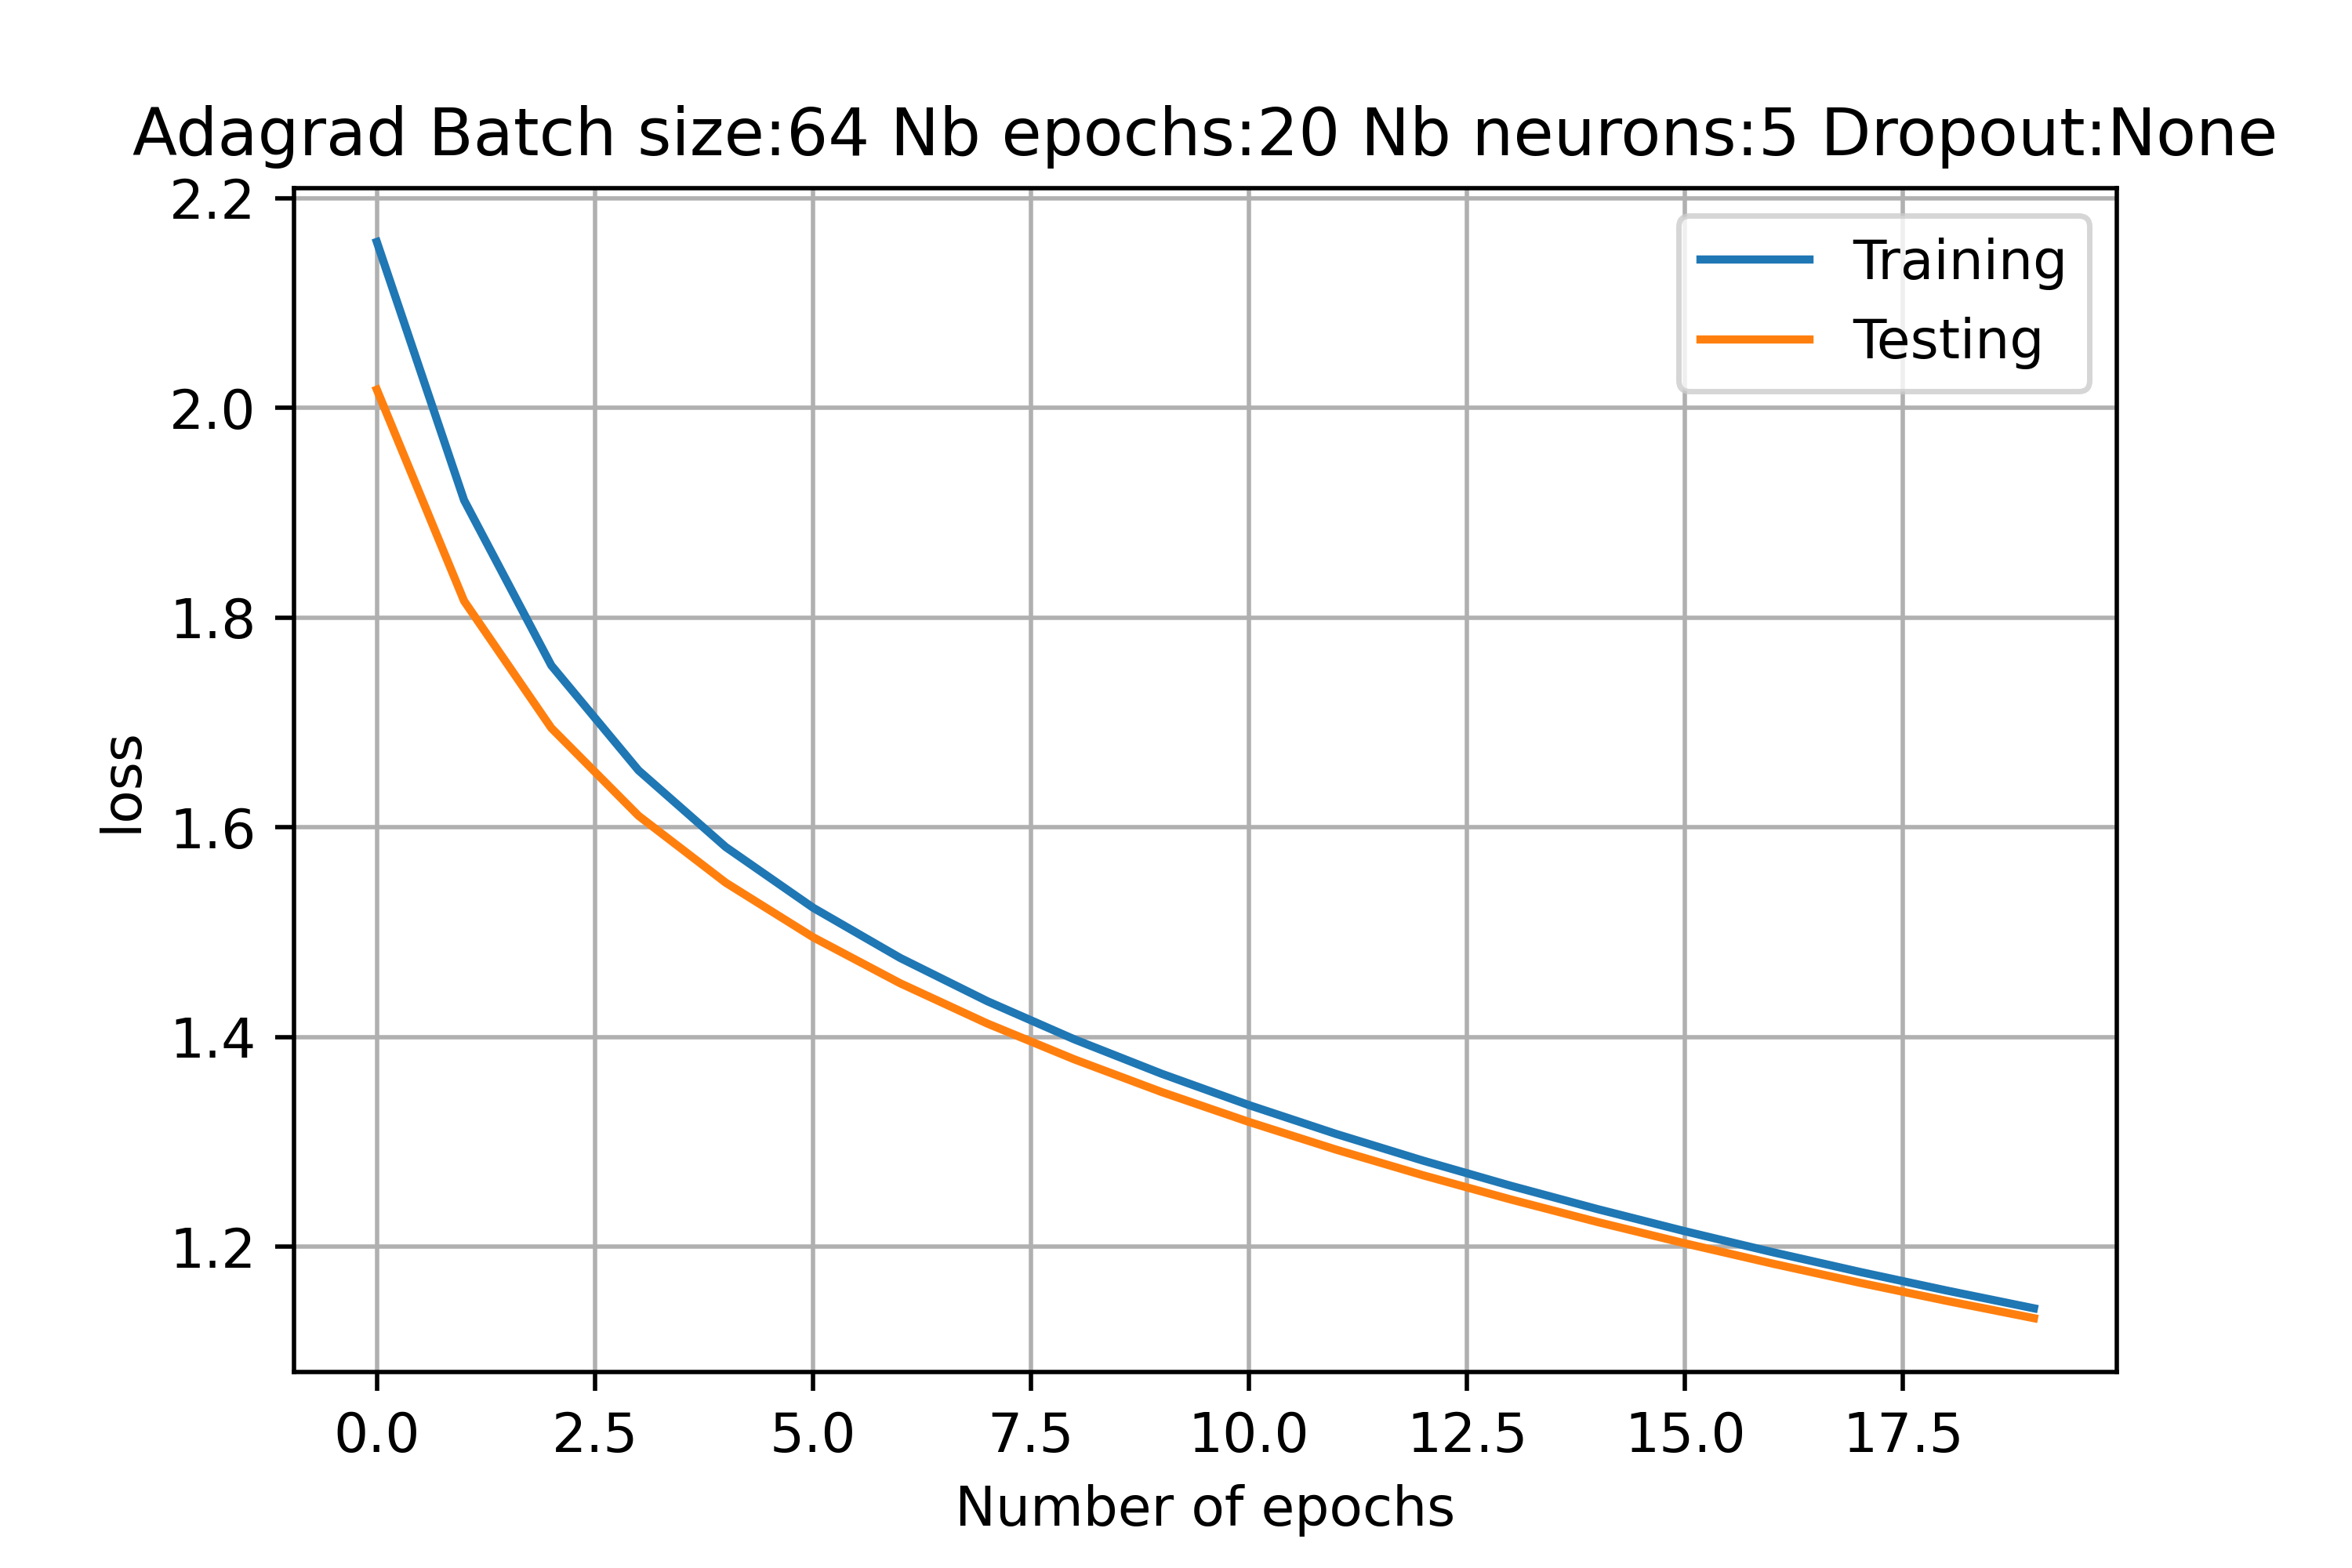 Adagrad Batch size:64 Nb epochs:20 Nb neurons:5 Dropout:None
2.2
2.0
1.8
1.6
1.4
1.2
loss
Training
Testing
0.0 2.5 5.0 7.5 10.0 12.5 15.0 17.5
Number of epochs